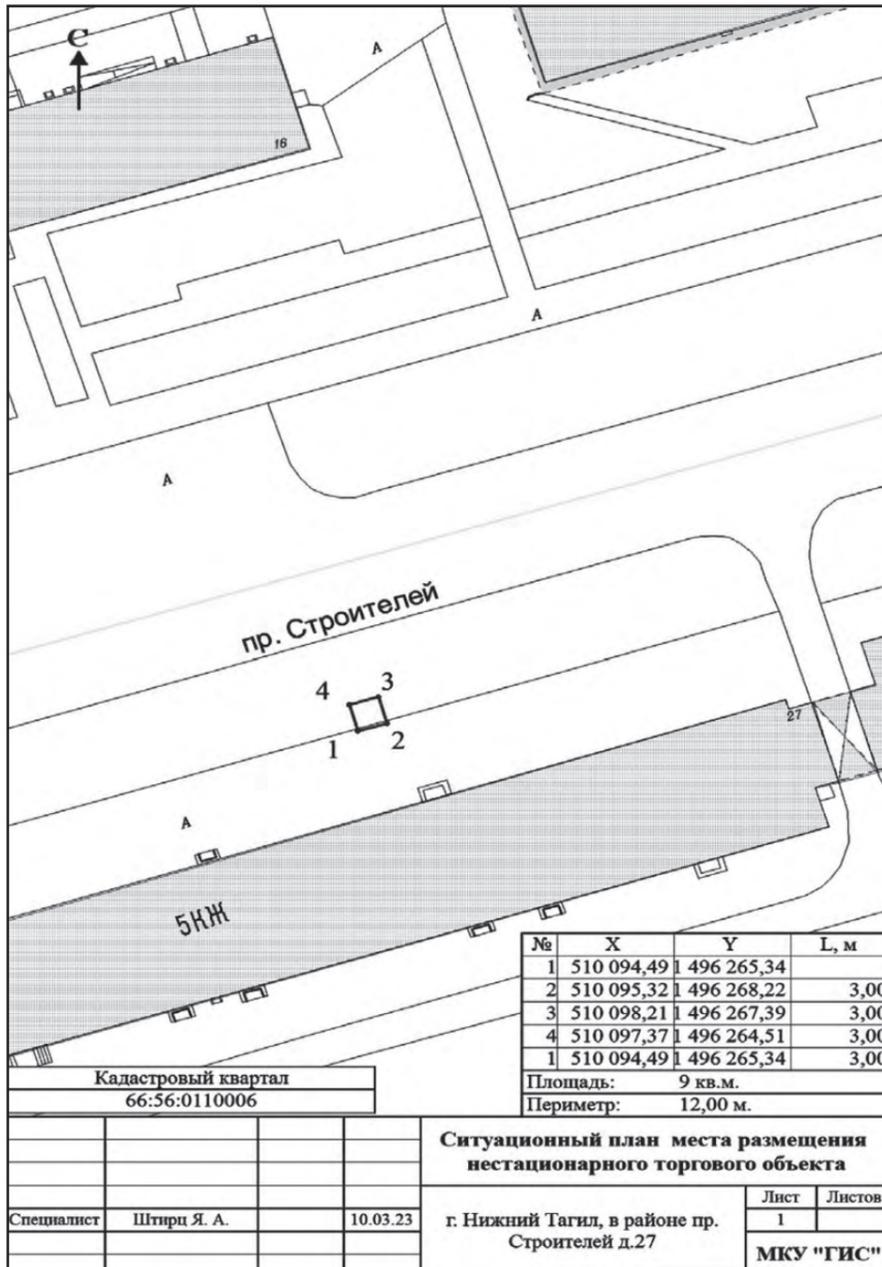 С
А
16
А
А
пр. Строителей
4
3
1
2
27
А
5КЖ
№ X Y L, м
1 510 094,49 1 496 265,34
2 510 095,32 1 496 268,22 3,00
3 510 098,21 1 496 267,39 3,00
4 510 097,37 1 496 264,51 3,00
1 510 094,49 1 496 265,34 3,00
Площадь: 9 кв.м.
Периметр: 12,00 м.
Кадастровый квартал
66:56:0110006
Ситуационный план места размещения
нестационарного торгового объекта
Специалист Штирц Я. А. 10.03.23
г. Нижний Тагил, в районе пр.
Строителей д.27
Лист Листов
1
МКУ "ГИС"